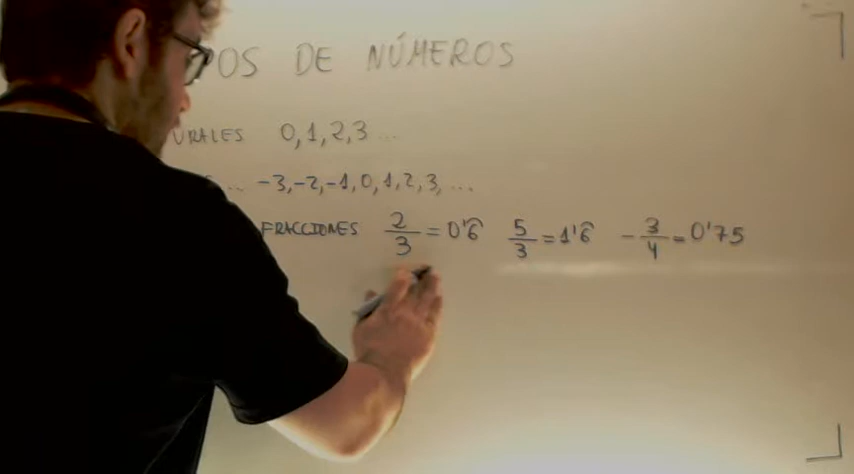 OS DE NÚMEROS
URALES 0,1,2,3 ...
... -3,-2,-1,0,1,2,3, ...
FRACCIONES 2/3 = 0'6̂ 5/3 = 1'6̂ - 3/4 = 0'75